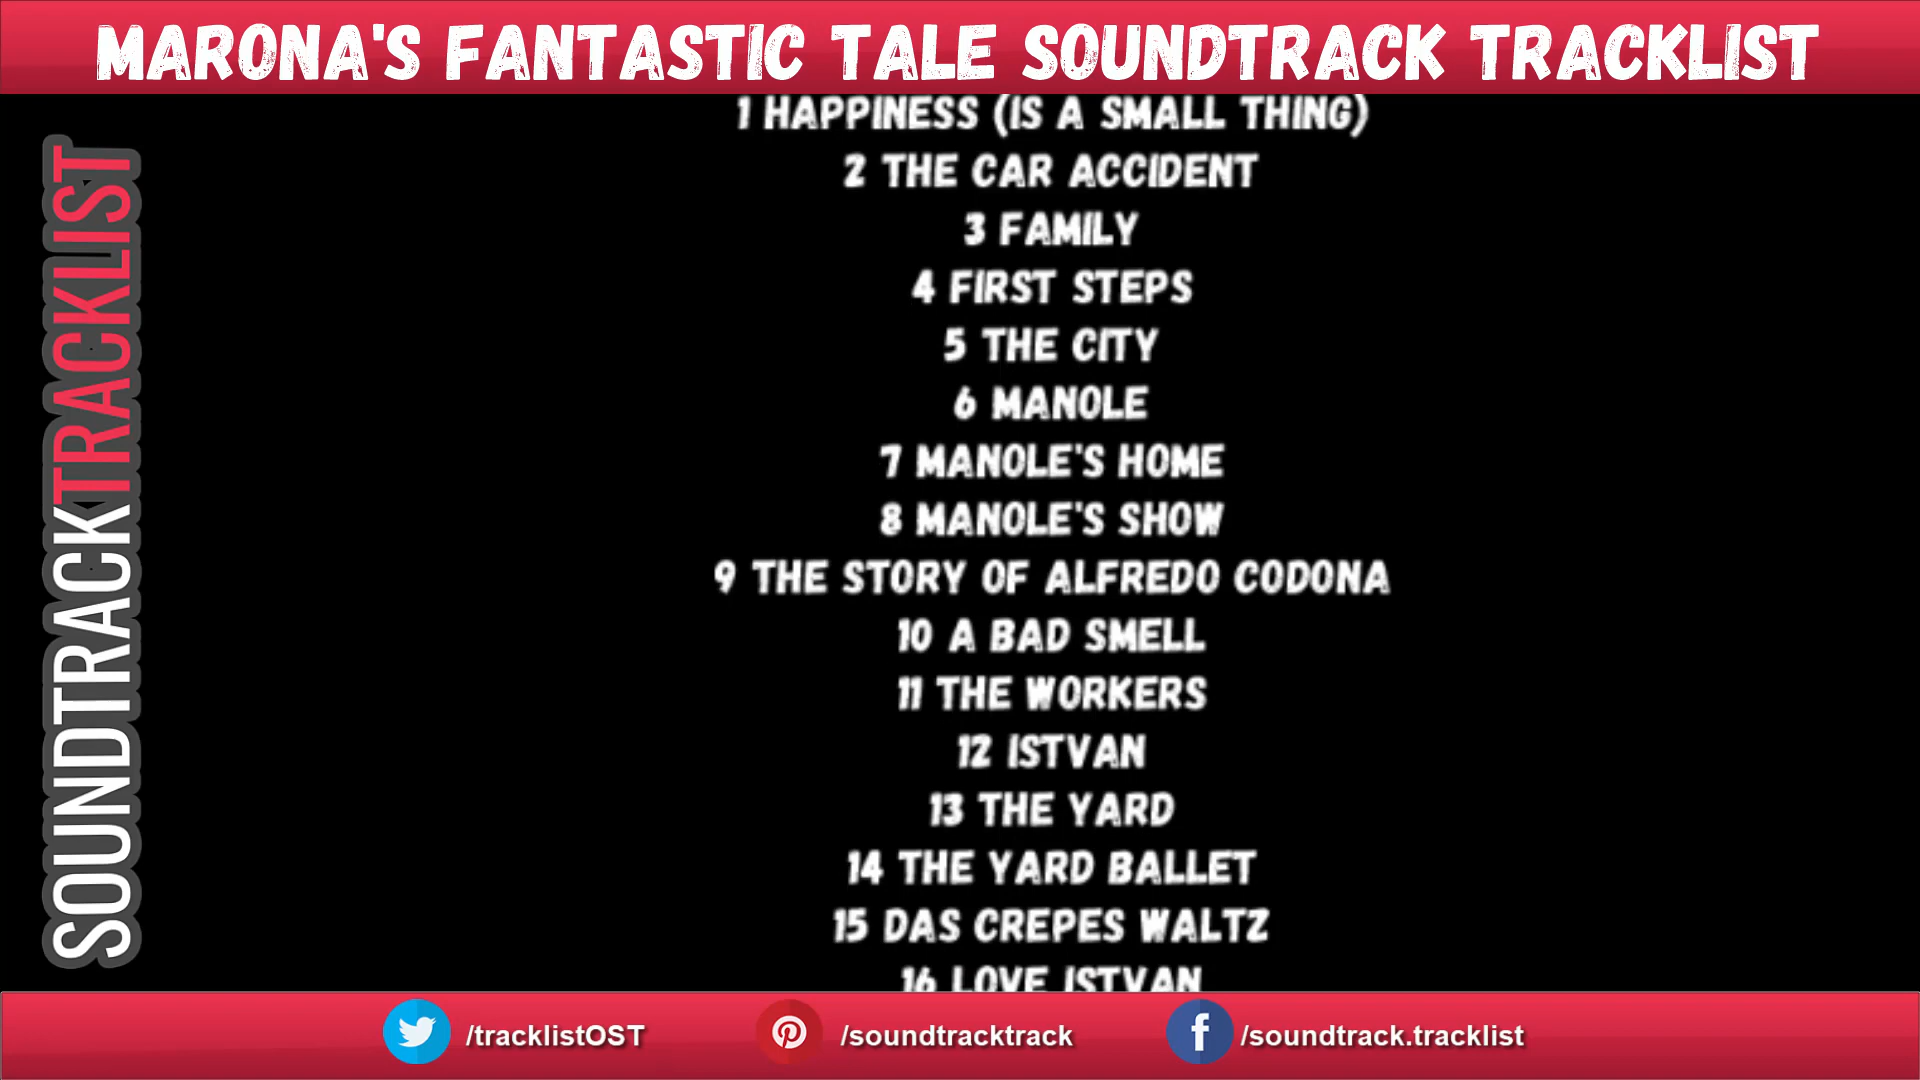 MARONA'S FANTASTIC TALE SOUNDTRACK TRACKLIST
1 HAPPINESS (IS A SMALL THING)
2 THE CAR ACCIDENT
3 FAMILY
4 FIRST STEPS
5 THE CITY
6 MANOLE
7 MANOLE'S HOME
8 MANOLE'S SHOW
9 THE STORY OF ALFREDO CODONA
10 A BAD SMELL
11 THE WORKERS
12 ISTVAN
13 THE YARD
14 THE YARD BALLET
15 DAS CREPES WALTZ
16 LOVE ISTVAN
SOUNDTRACKTRACKLIST
/tracklistOST
/soundtracktrack
/soundtrack.tracklist